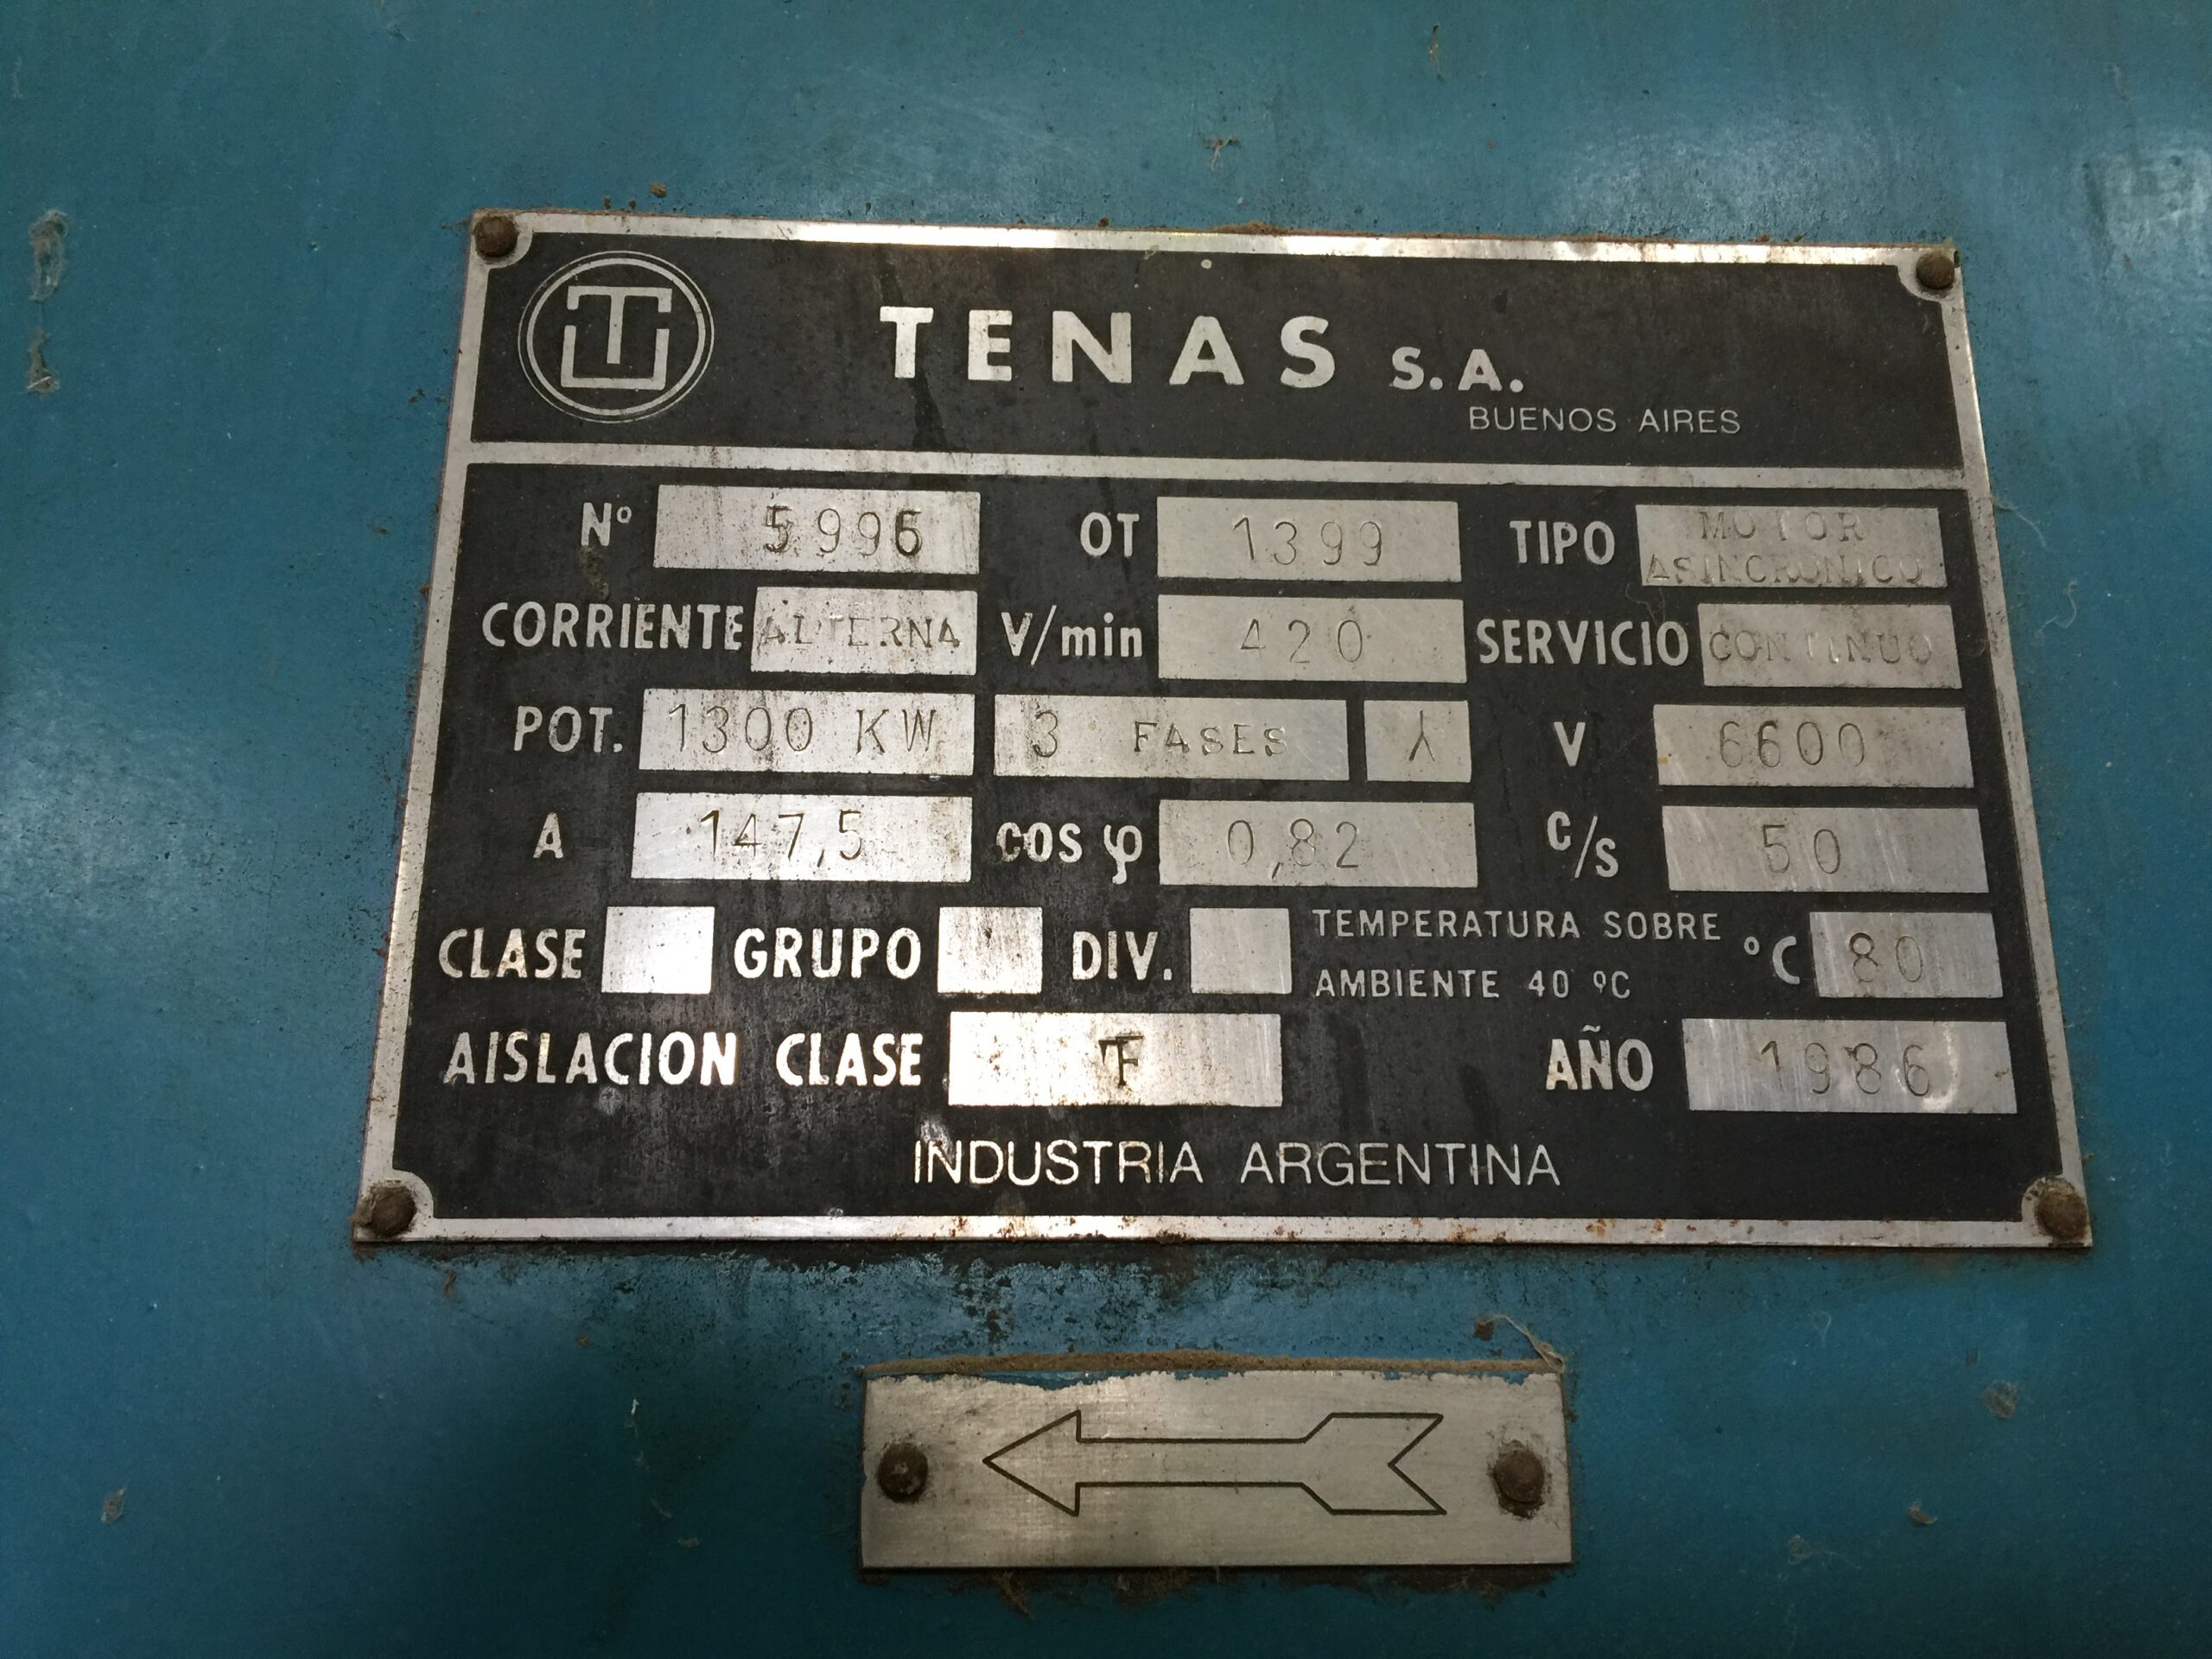 TENAS S.A.
BUENOS AIRES
Nº 5996 OT 1399 TIPO MOTOR ASINCRONICO
CORRIENTE ALTERNA V/min 420 SERVICIO CONTINUO
POT. 1300 KW 3 FASES V 6600
A 147,5 cos φ 0,82 c/s 50
CLASE GRUPO DIV. TEMPERATURA SOBRE AMBIENTE 40 ºC °C 80
AISLACION CLASE F AÑO 1986
INDUSTRIA ARGENTINA